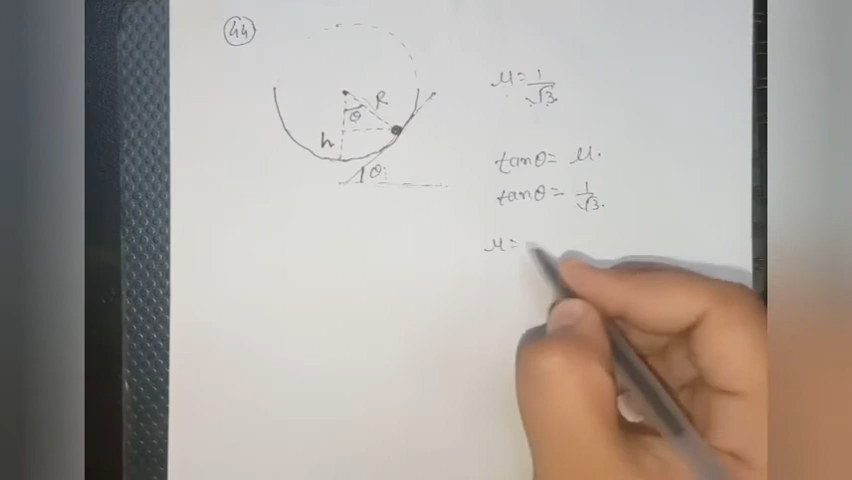 44
R
θ
h
θ
μ = 1/√3.
tanθ = μ.
tanθ = 1/√3.
μ =